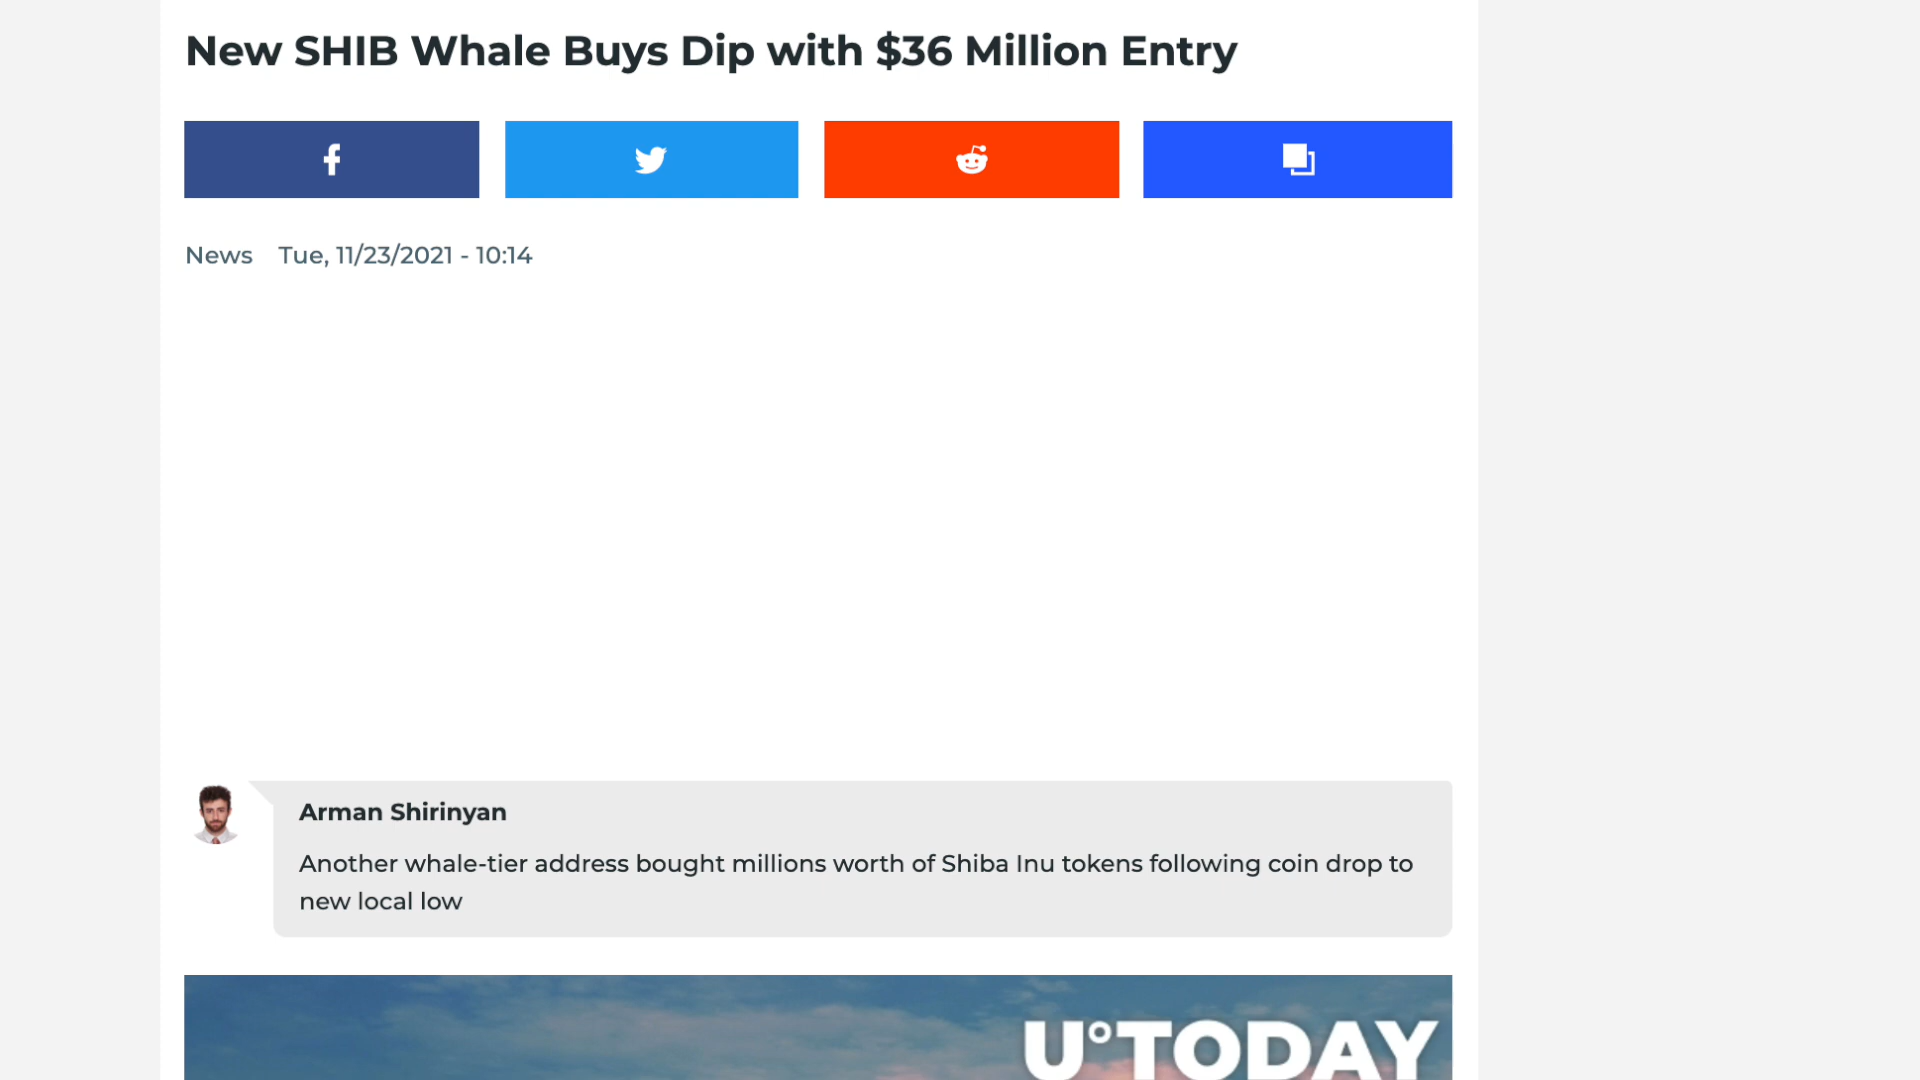 New SHIB Whale Buys Dip with $36 Million Entry
News Tue, 11/23/2021 - 10:14
Arman Shirinyan
Another whale-tier address bought millions worth of Shiba Inu tokens following coin drop to
new local low
U°TODAY